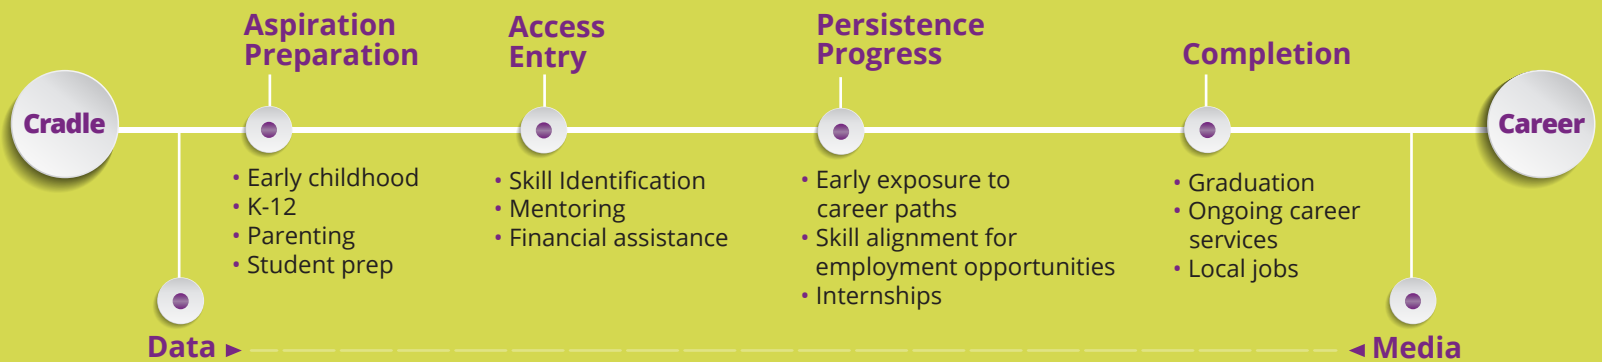 Cradle
Aspiration
Preparation
• Early childhood
• K-12
• Parenting
• Student prep
Access
Entry
• Skill Identification
• Mentoring
• Financial assistance
Persistence
Progress
• Early exposure to
career paths
• Skill alignment for
employment opportunities
• Internships
Completion
• Graduation
• Ongoing career
services
• Local jobs
Career
Data
Media